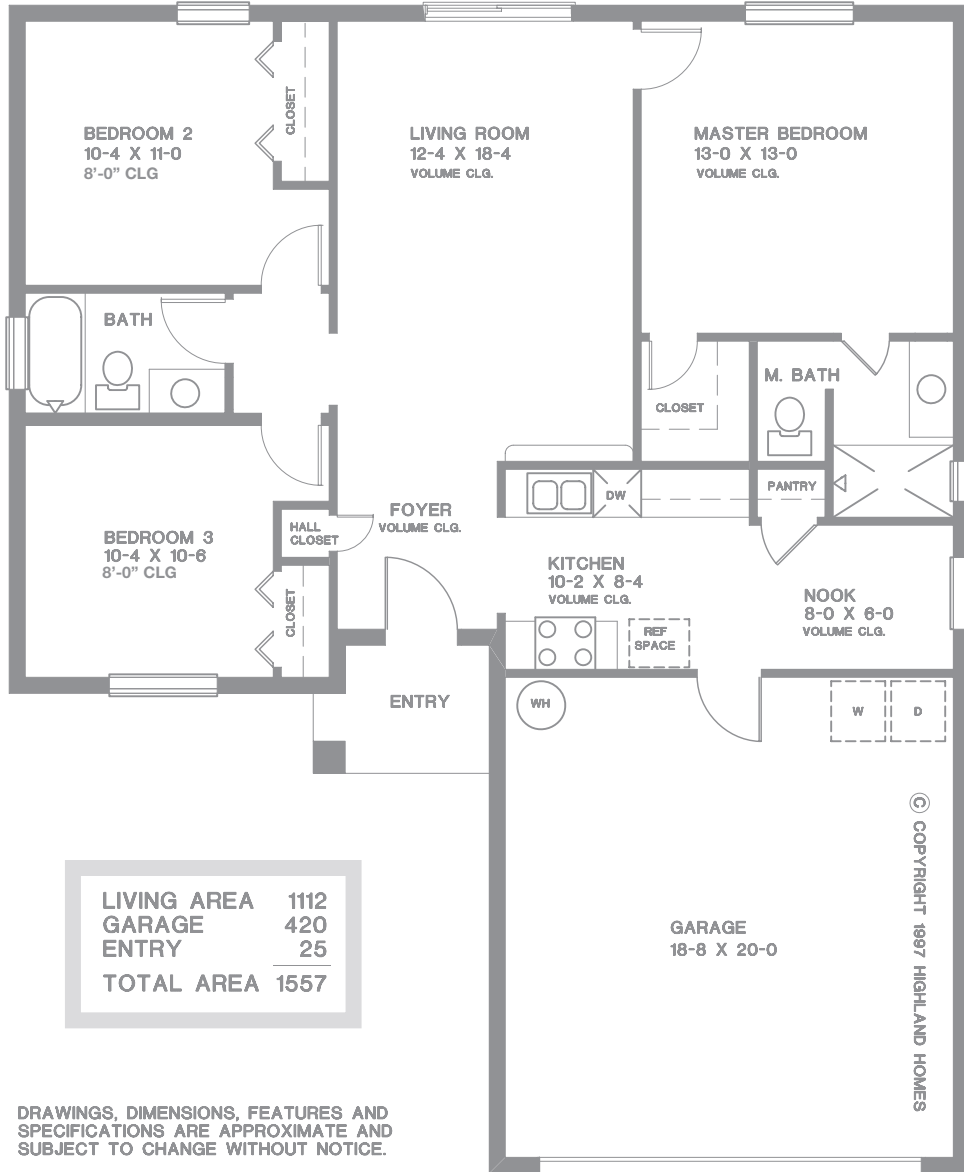 BEDROOM 2
10-4 X 11-0
8'-0" CLG
CLOSET
LIVING ROOM
12-4 X 18-4
VOLUME CLG.
MASTER BEDROOM
13-0 X 13-0
VOLUME CLG.
BATH
M. BATH
CLOSET
PANTRY
DW
BEDROOM 3
10-4 X 10-6
8'-0" CLG
HALL
CLOSET
CLOSET
FOYER
VOLUME CLG.
KITCHEN
10-2 X 8-4
VOLUME CLG.
NOOK
8-0 X 6-0
VOLUME CLG.
REF
SPACE
ENTRY
WH
W
D
GARAGE
18-8 X 20-0
© COPYRIGHT 1997 HIGHLAND HOMES
LIVING AREA 1112
GARAGE 420
ENTRY 25
TOTAL AREA 1557
DRAWINGS, DIMENSIONS, FEATURES AND
SPECIFICATIONS ARE APPROXIMATE AND
SUBJECT TO CHANGE WITHOUT NOTICE.